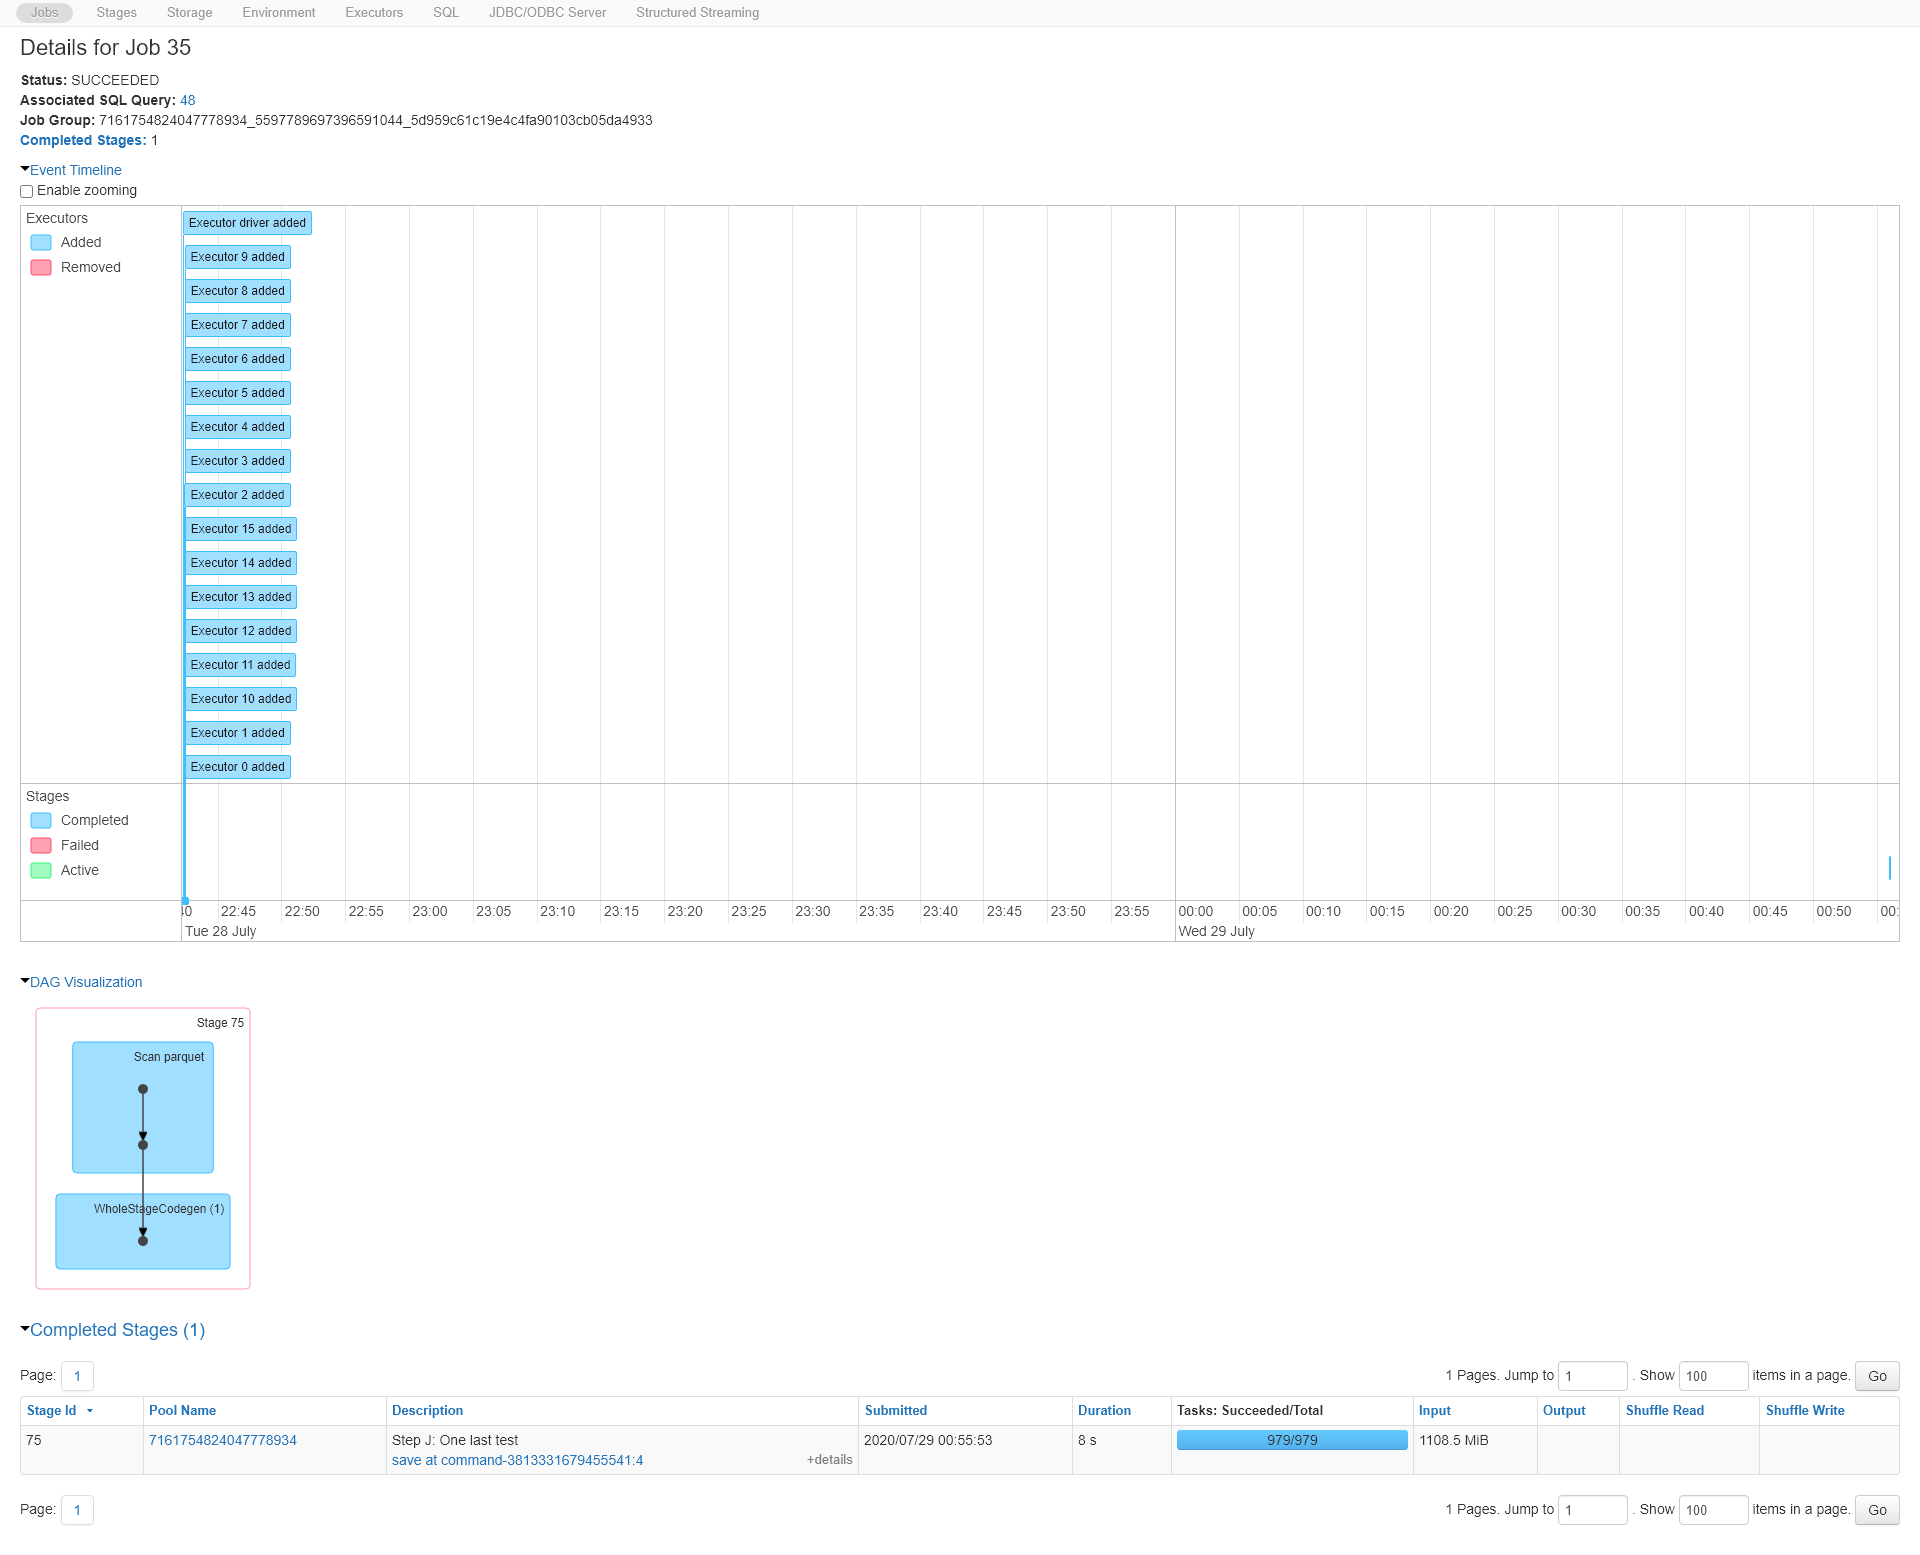 Jobs Stages Storage Environment Executors SQL JDBC/ODBC Server Structured Streaming
Details for Job 35
Status: SUCCEEDED
Associated SQL Query: 48
Job Group: 7161754824047778934_5597789697396591044_5d959c61c19e4c4fa90103cb05da4933
Completed Stages: 1
Event Timeline
Enable zooming
Executors
Added
Removed
Executor driver added
Executor 9 added
Executor 8 added
Executor 7 added
Executor 6 added
Executor 5 added
Executor 4 added
Executor 3 added
Executor 2 added
Executor 15 added
Executor 14 added
Executor 13 added
Executor 12 added
Executor 11 added
Executor 10 added
Executor 1 added
Executor 0 added
Stages
Completed
Failed
Active
40 22:45 22:50 22:55 23:00 23:05 23:10 23:15 23:20 23:25 23:30 23:35 23:40 23:45 23:50 23:55 00:00 00:05 00:10 00:15 00:20 00:25 00:30 00:35 00:40 00:45 00:50 00:
Tue 28 July Wed 29 July
DAG Visualization
Stage 75
Scan parquet
WholeStageCodegen (1)
Completed Stages (1)
Page: 1 1 Pages. Jump to 1 . Show 100 items in a page. Go
Stage Id Pool Name Description Submitted Duration Tasks: Succeeded/Total Input Output Shuffle Read Shuffle Write
75 7161754824047778934 Step J: One last test 2020/07/29 00:55:53 8 s 979/979 1108.5 MiB
save at command-3813331679455541:4 +details
Page: 1 1 Pages. Jump to 1 . Show 100 items in a page. Go